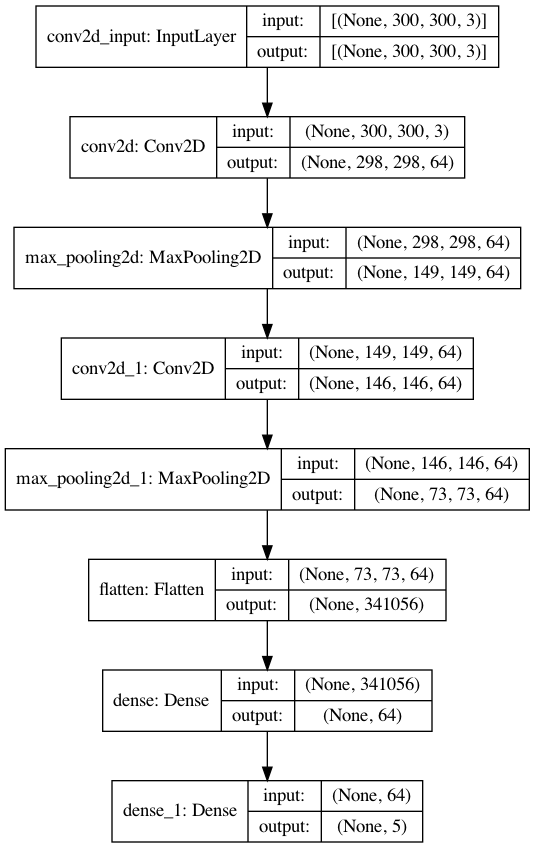 conv2d_input: InputLayer
input:
[(None, 300, 300, 3)]
output:
[(None, 300, 300, 3)]
conv2d: Conv2D
input:
(None, 300, 300, 3)
output:
(None, 298, 298, 64)
max_pooling2d: MaxPooling2D
input:
(None, 298, 298, 64)
output:
(None, 149, 149, 64)
conv2d_1: Conv2D
input:
(None, 149, 149, 64)
output:
(None, 146, 146, 64)
max_pooling2d_1: MaxPooling2D
input:
(None, 146, 146, 64)
output:
(None, 73, 73, 64)
flatten: Flatten
input:
(None, 73, 73, 64)
output:
(None, 341056)
dense: Dense
input:
(None, 341056)
output:
(None, 64)
dense_1: Dense
input:
(None, 64)
output:
(None, 5)